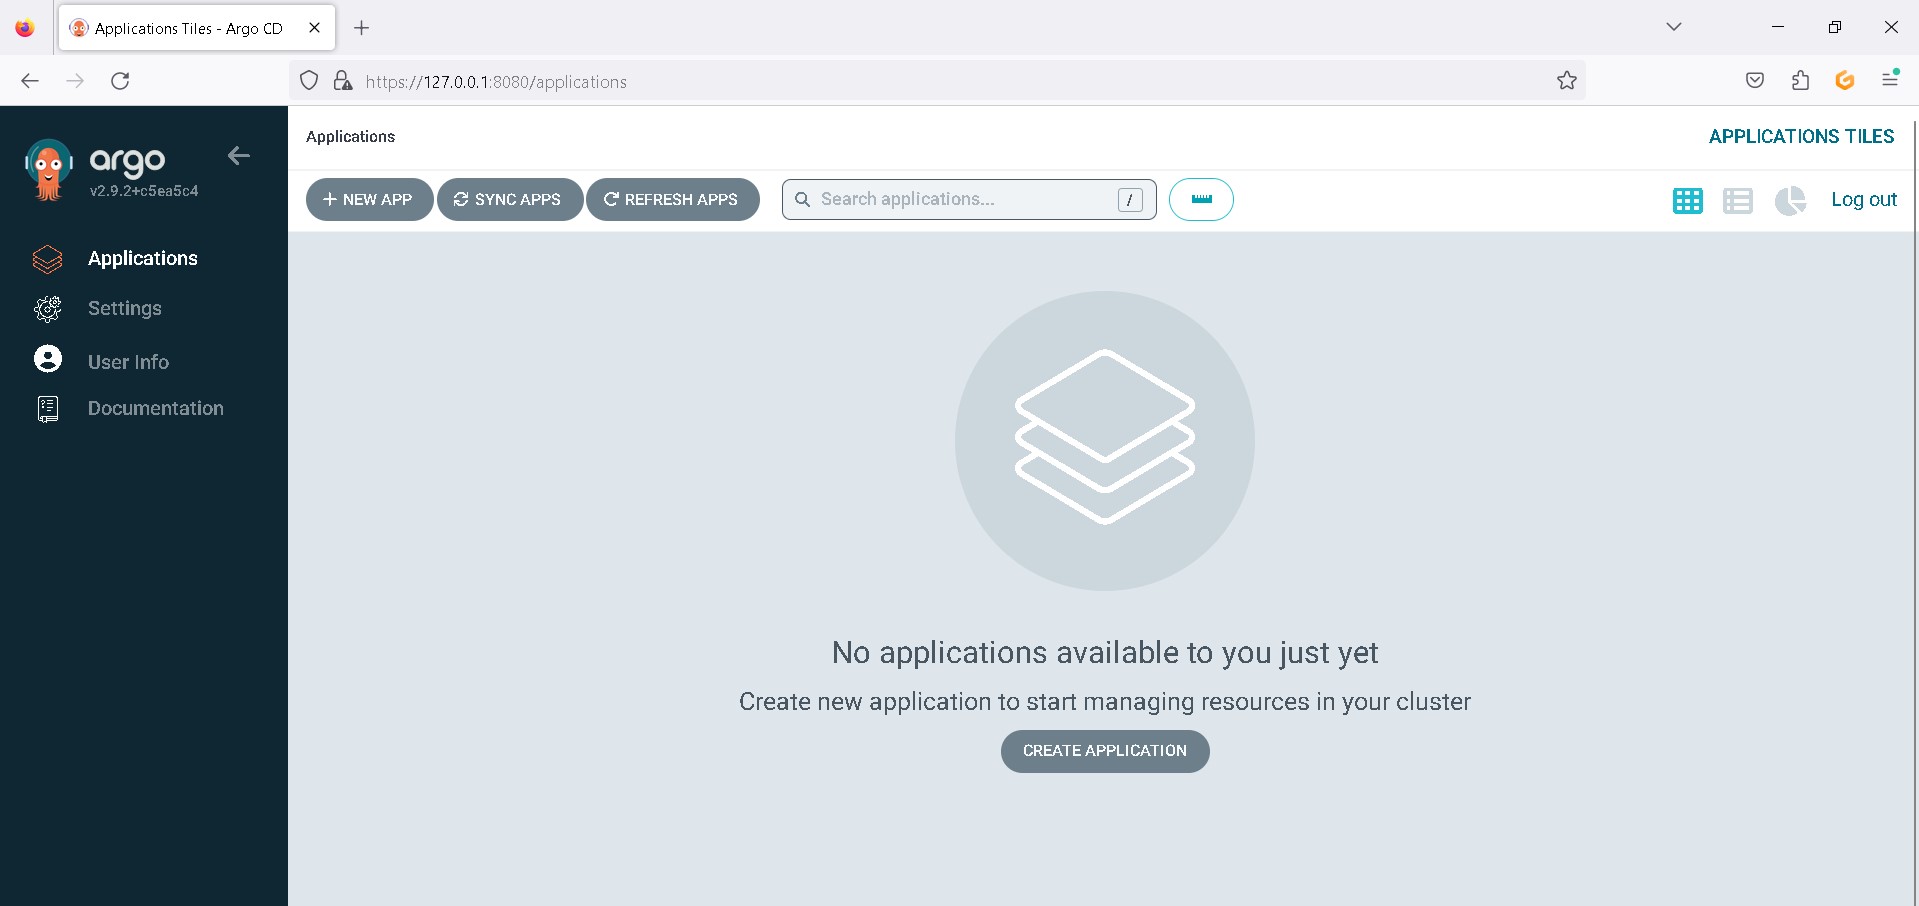 Applications Tiles - Argo CD
https://127.0.0.1:8080/applications
argo
v2.9.2+c5ea5c4
Applications
Settings
User Info
Documentation
Applications
APPLICATIONS TILES
NEW APP
SYNC APPS
REFRESH APPS
Search applications...
/
Log out
No applications available to you just yet
Create new application to start managing resources in your cluster
CREATE APPLICATION